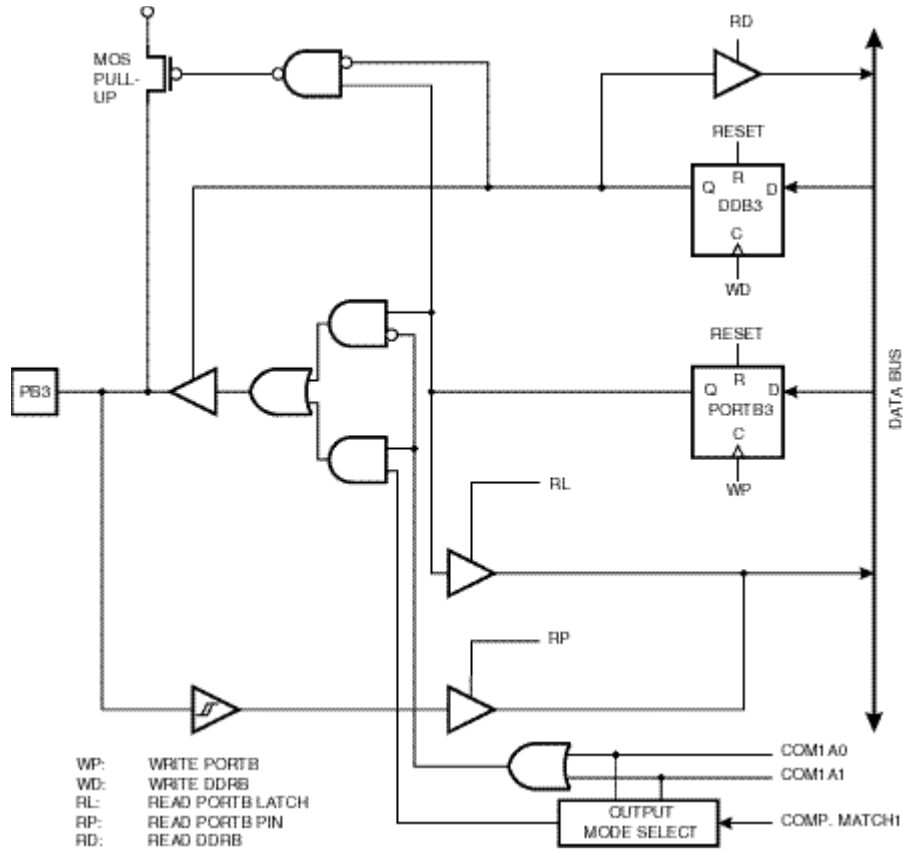 RD
MOS
PULL-
UP
RESET
Q R D
DDB3
C
WD
RESET
PB3
Q R D
PORTB3
C
DATA BUS
WP
RL
RP
WP: WRITE PORTB
WD: WRITE DDRB
RL: READ PORTB LATCH
RP: READ PORTB PIN
RD: READ DDRB
COM1A0
COM1A1
OUTPUT
MODE SELECT
COMP. MATCH1